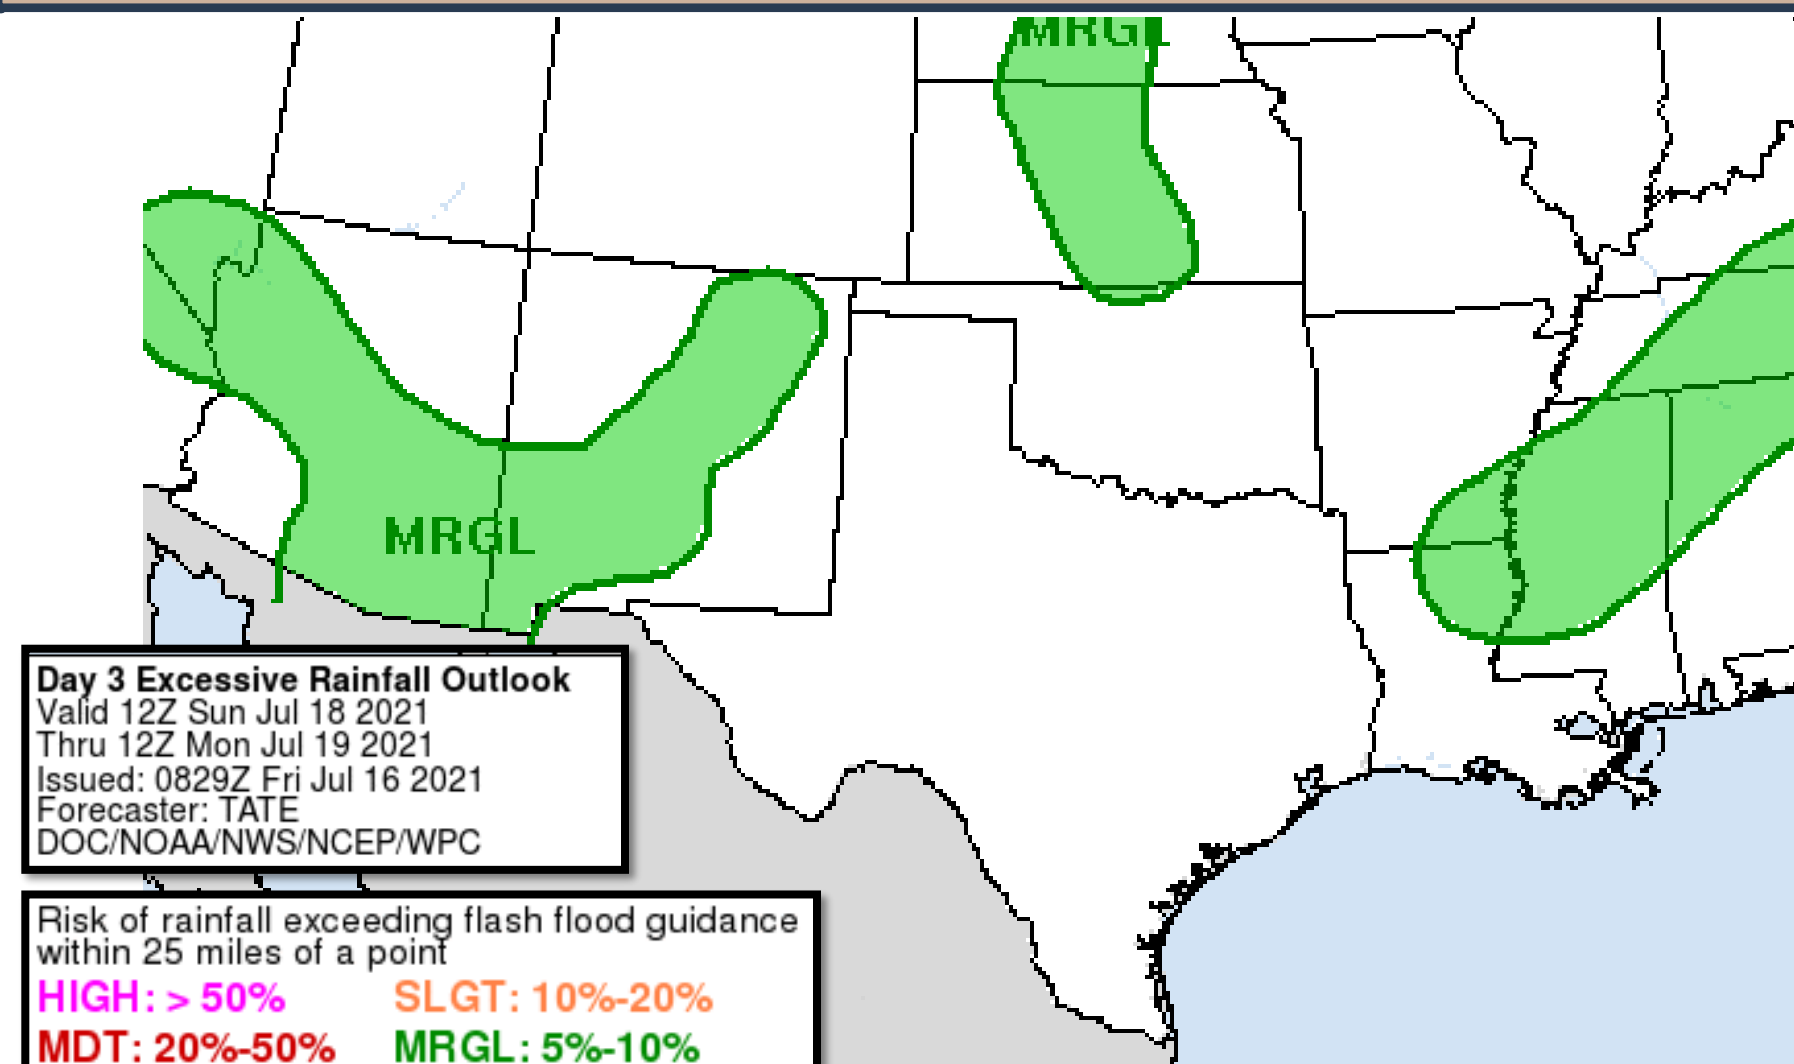 MRGL
MRGL
Day 3 Excessive Rainfall Outlook
Valid 12Z Sun Jul 18 2021
Thru 12Z Mon Jul 19 2021
Issued: 0829Z Fri Jul 16 2021
Forecaster: TATE
DOC/NOAA/NWS/NCEP/WPC
Risk of rainfall exceeding flash flood guidance
within 25 miles of a point
HIGH: > 50% SLGT: 10%-20%
MDT: 20%-50% MRGL: 5%-10%